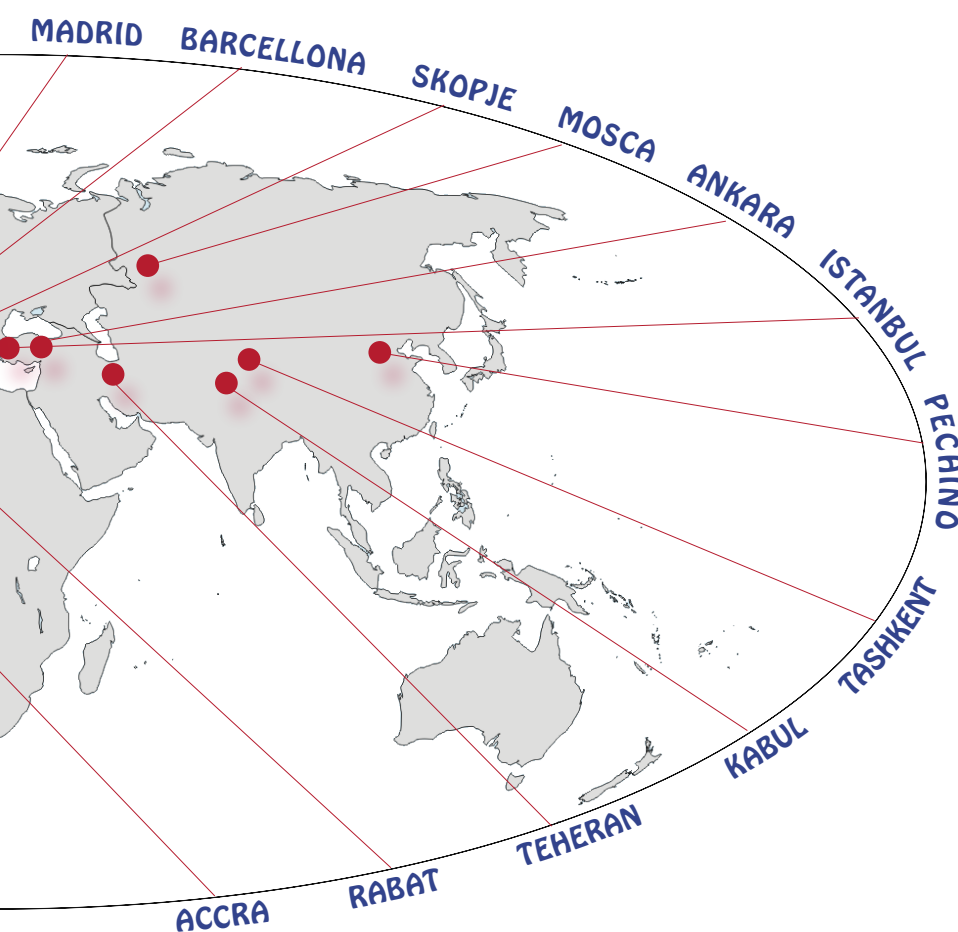 MADRID
BARCELLONA
SKOPJE
MOSCA
ANKARA
ISTANBUL
PECHINO
TASHKENT
KABUL
TEHERAN
RABAT
ACCRA